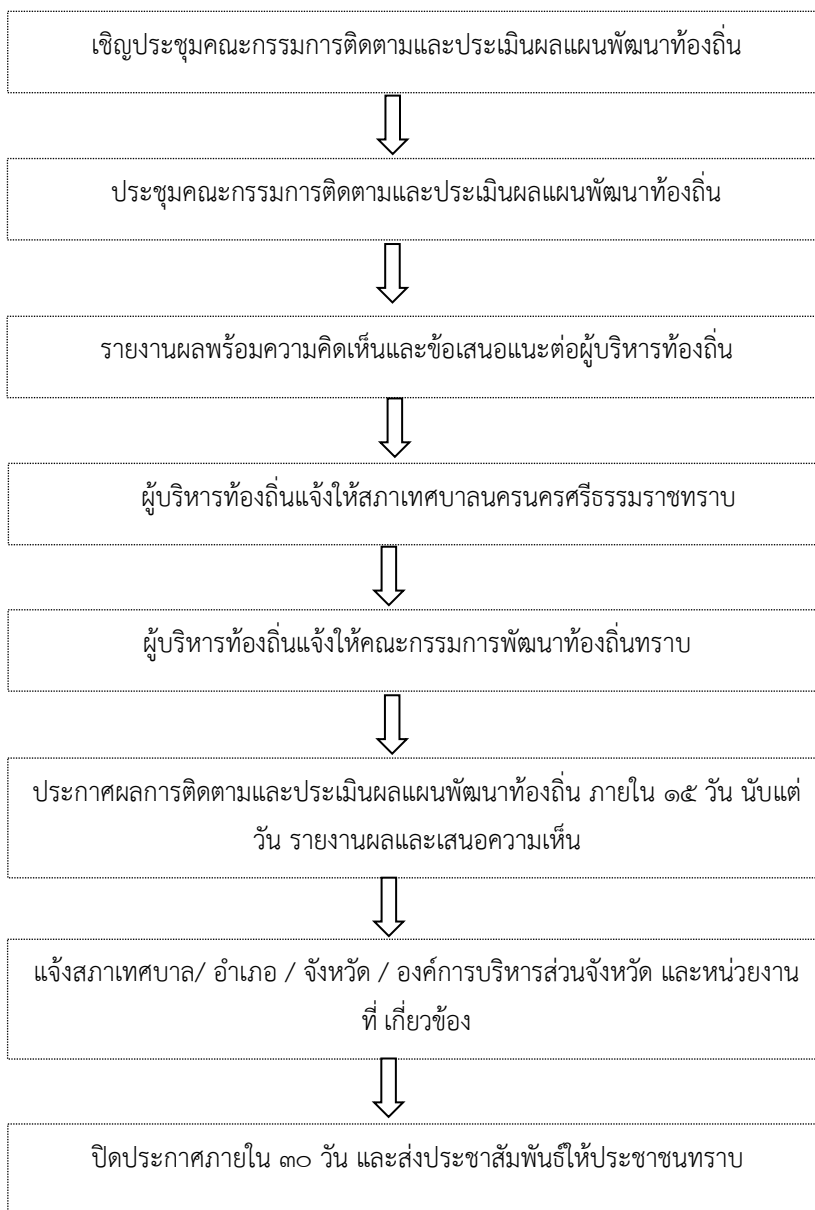 เชิญประชุมคณะกรรมการติดตามและประเมินผลแผนพัฒนาท้องถิ่น
ประชุมคณะกรรมการติดตามและประเมินผลแผนพัฒนาท้องถิ่น
รายงานผลพร้อมความคิดเห็นและข้อเสนอแนะต่อผู้บริหารท้องถิ่น
ผู้บริหารท้องถิ่นแจ้งให้สภาเทศบาลนครนครศรีธรรมราชทราบ
ผู้บริหารท้องถิ่นแจ้งให้คณะกรรมการพัฒนาท้องถิ่นทราบ
ประกาศผลการติดตามและประเมินผลแผนพัฒนาท้องถิ่น ภายใน ๑๕ วัน นับแต่
วัน รายงานผลและเสนอความเห็น
แจ้งสภาเทศบาล/ อำเภอ / จังหวัด / องค์การบริหารส่วนจังหวัด และหน่วยงาน
ที่ เกี่ยวข้อง
ปิดประกาศภายใน ๓๐ วัน และส่งประชาสัมพันธ์ให้ประชาชนทราบ